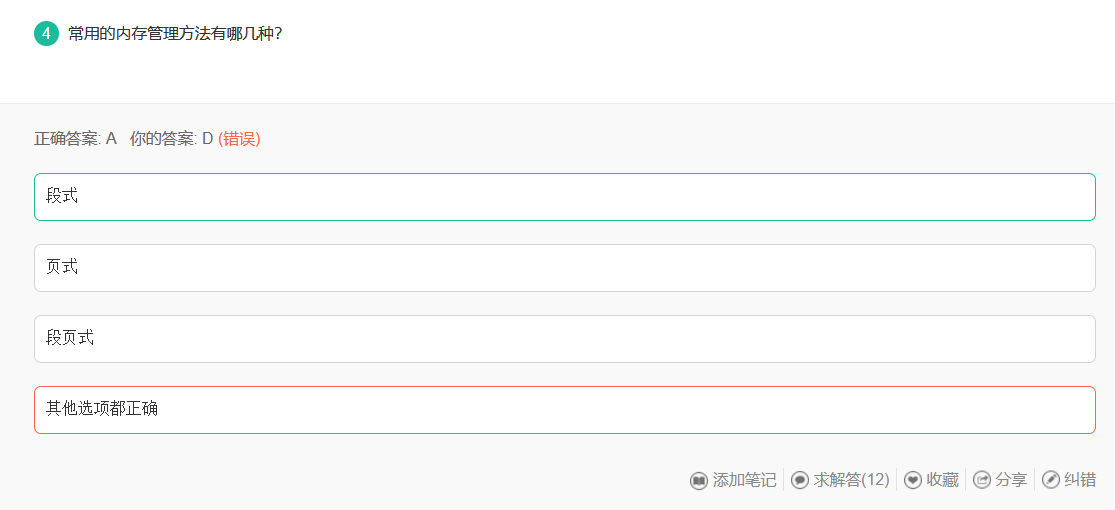 4 常用的内存管理方法有哪几种?
正确答案: A 你的答案: D (错误)
段式
页式
段页式
其他选项都正确
添加笔记 求解答(12) 收藏 分享 纠错